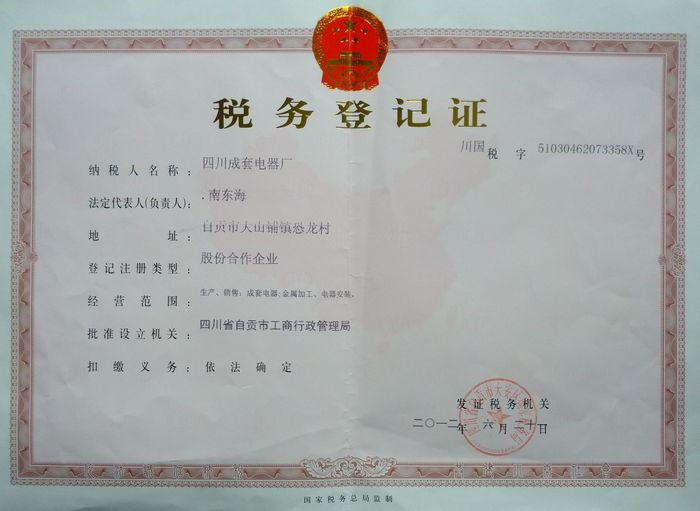 税务登记证
川国税 字 51030462073358X号
纳税人名称：四川成套电器厂
法定代表人(负责人)：南东海
地 址：自贡市大山铺镇恐龙村
登记注册类型：股份合作企业
经营范围：生产、销售：成套电器;金属加工、电器安装。
批准设立机关：四川省自贡市工商行政管理局
扣缴义务：依法确定
发证税务机关
二〇一二年 六 月 二十日
国家税务总局监制